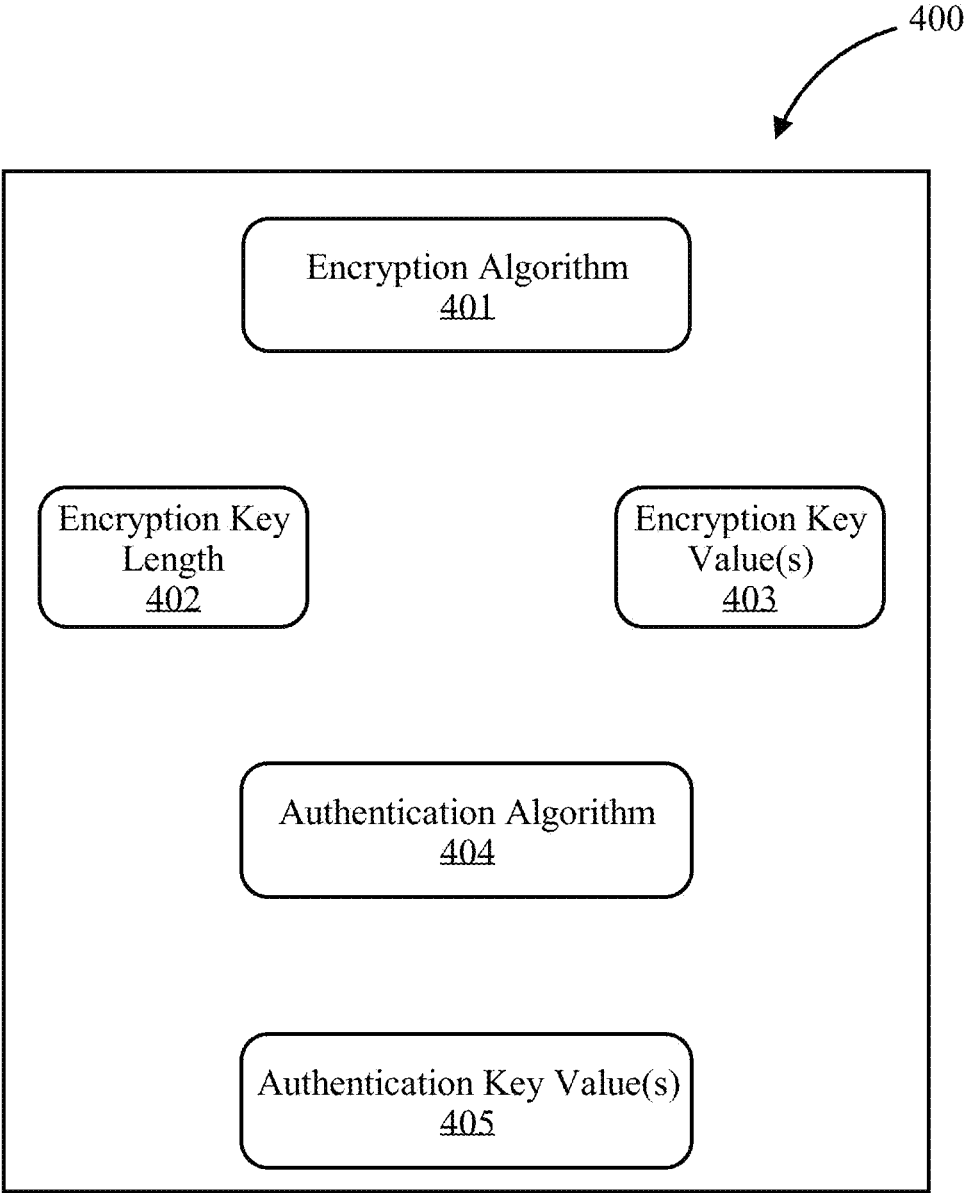 400
Encryption Algorithm
401
Encryption Key
Length
402
Encryption Key
Value(s)
403
Authentication Algorithm
404
Authentication Key Value(s)
405